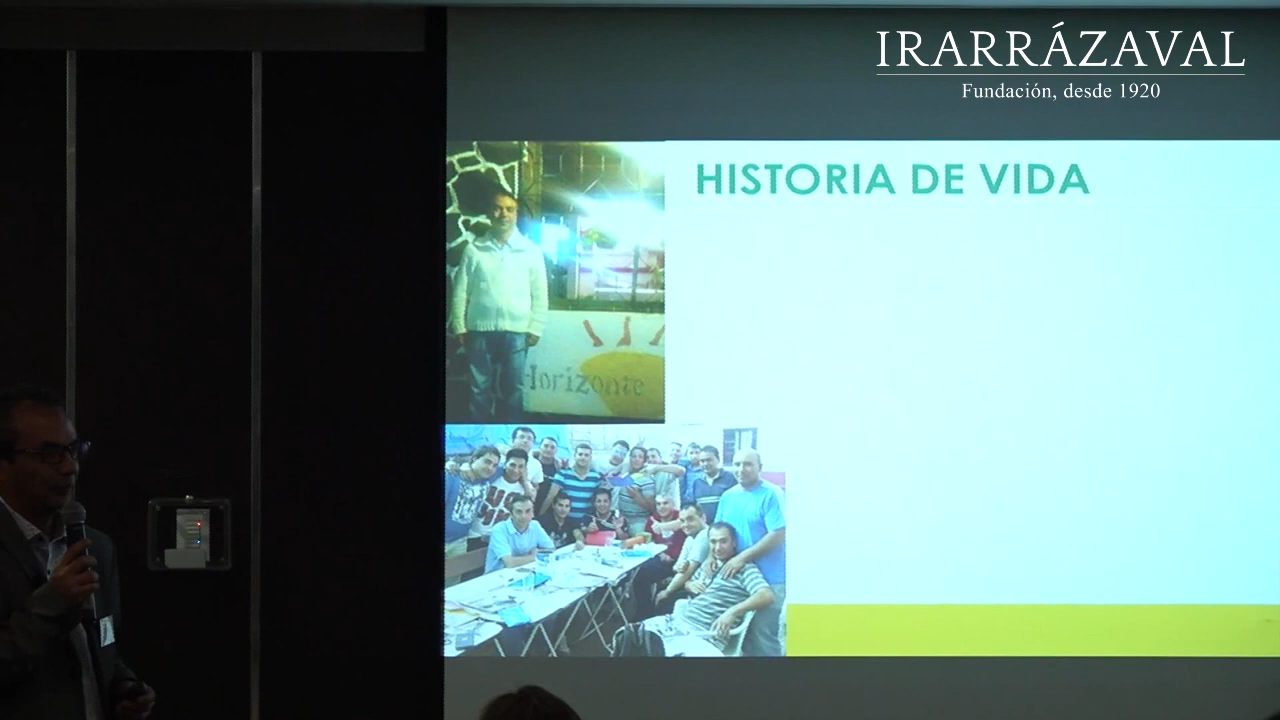 IRARRÁZAVAL
Fundación, desde 1920
HISTORIA DE VIDA
Horizonte